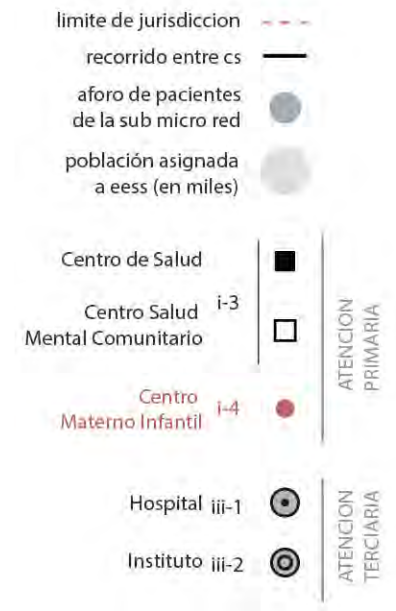 limite de jurisdiccion
recorrido entre cs
aforo de pacientes
de la sub micro red
población asignada
a eess (en miles)
Centro de Salud
i-3
Centro Salud
Mental Comunitario
Centro
Materno Infantil i-4
ATENCION
PRIMARIA
Hospital iii-1
Instituto iii-2
ATENCION
TERCIARIA